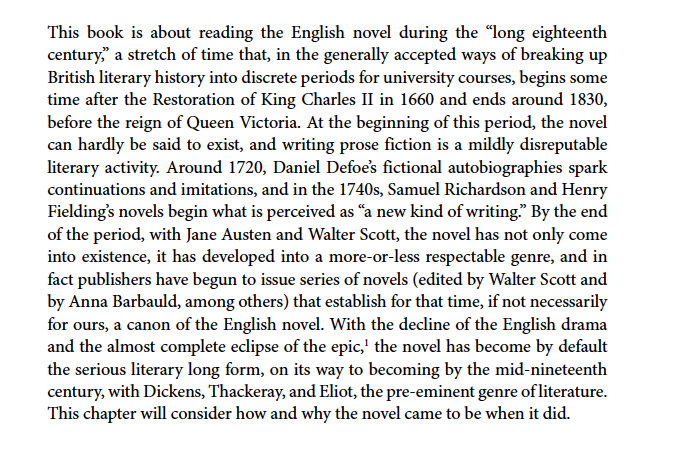 This book is about reading the English novel during the “long eighteenth
century,” a stretch of time that, in the generally accepted ways of breaking up
British literary history into discrete periods for university courses, begins some
time after the Restoration of King Charles II in 1660 and ends around 1830,
before the reign of Queen Victoria. At the beginning of this period, the novel
can hardly be said to exist, and writing prose fiction is a mildly disreputable
literary activity. Around 1720, Daniel Defoe’s fictional autobiographies spark
continuations and imitations, and in the 1740s, Samuel Richardson and Henry
Fielding’s novels begin what is perceived as “a new kind of writing.” By the end
of the period, with Jane Austen and Walter Scott, the novel has not only come
into existence, it has developed into a more-or-less respectable genre, and in
fact publishers have begun to issue series of novels (edited by Walter Scott and
by Anna Barbauld, among others) that establish for that time, if not necessarily
for ours, a canon of the English novel. With the decline of the English drama
and the almost complete eclipse of the epic,¹ the novel has become by default
the serious literary long form, on its way to becoming by the mid-nineteenth
century, with Dickens, Thackeray, and Eliot, the pre-eminent genre of literature.
This chapter will consider how and why the novel came to be when it did.